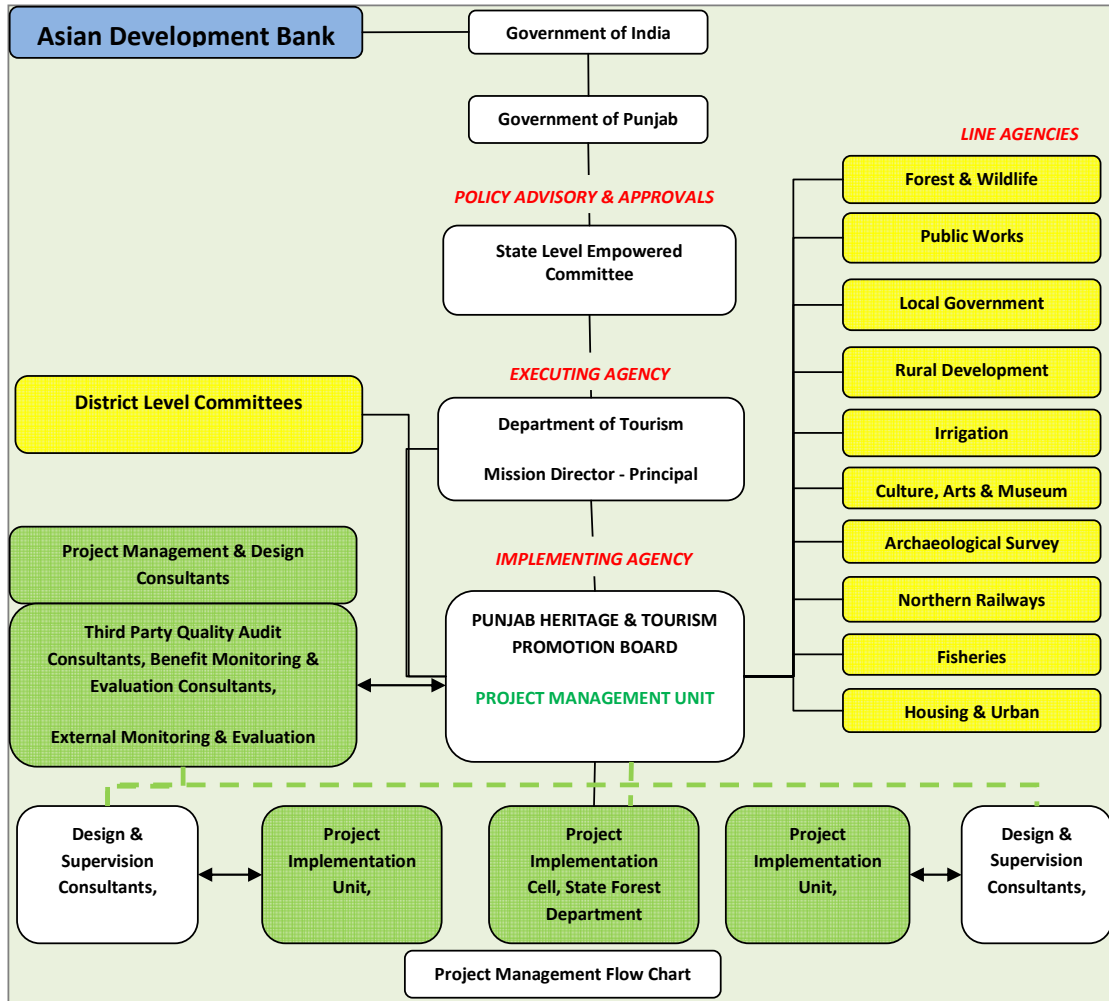 Asian Development Bank
Government of India
Government of Punjab
LINE AGENCIES
Forest & Wildlife
POLICY ADVISORY & APPROVALS
Public Works
State Level Empowered
Committee
Local Government
Rural Development
EXECUTING AGENCY
District Level Committees
Department of Tourism
Mission Director - Principal
Irrigation
Culture, Arts & Museum
Archaeological Survey
Northern Railways
Fisheries
Housing & Urban
Project Management & Design
Consultants
IMPLEMENTING AGENCY
Third Party Quality Audit
Consultants, Benefit Monitoring &
Evaluation Consultants,
External Monitoring & Evaluation
PUNJAB HERITAGE & TOURISM
PROMOTION BOARD
PROJECT MANAGEMENT UNIT
Design &
Supervision
Consultants,
Project
Implementation
Unit,
Project
Implementation
Cell, State Forest
Department
Project
Implementation
Unit,
Design &
Supervision
Consultants,
Project Management Flow Chart